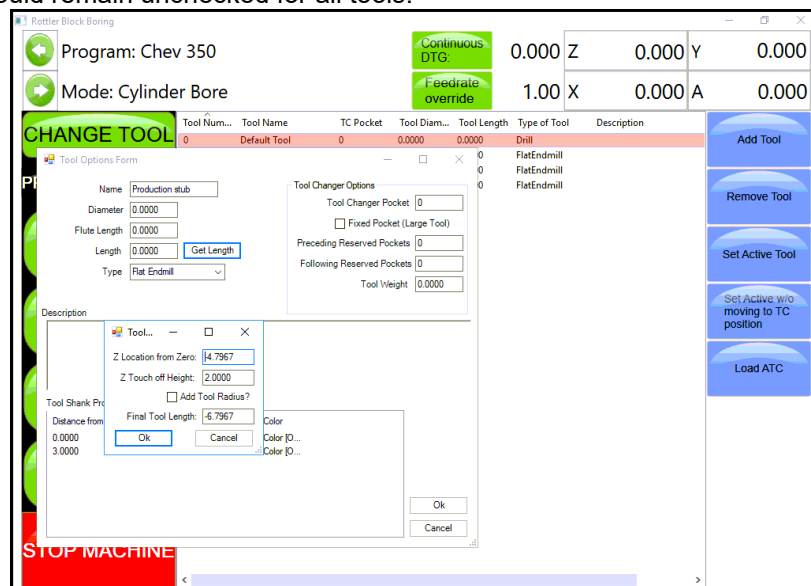 ould remain unchecked for all tools.
Rottler Block Boring
Program: Chev 350
Continuous DTG:
0.000 Z 0.000 Y 0.000
Mode: Cylinder Bore
Feedrate override
1.00 X 0.000 A 0.000
CHANGE TOOL
Tool Num... Tool Name TC Pocket Tool Diam... Tool Length Type of Tool Description
0 Default Tool 0 0.0000 0.0000 Drill
0 FlatEndmill
0 FlatEndmill
0 FlatEndmill
Add Tool
Remove Tool
Set Active Tool
Set Active w/o
moving to TC
position
Load ATC
Tool Options Form
Name Production stub
Diameter 0.0000
Flute Length 0.0000
Length 0.0000 Get Length
Type Flat Endmill
Tool Changer Options
Tool Changer Pocket 0
Fixed Pocket (Large Tool)
Preceding Reserved Pockets 0
Following Reserved Pockets 0
Tool Weight 0.0000
Description
Tool...
Z Location from Zero: -4.7967
Z Touch off Height: 2.0000
Add Tool Radius?
Final Tool Length: -6.7967
Ok Cancel
Tool Shank Pro
Distance from Color
0.0000 Color [O...
3.0000 Color [O...
Ok
Cancel
STOP MACHINE